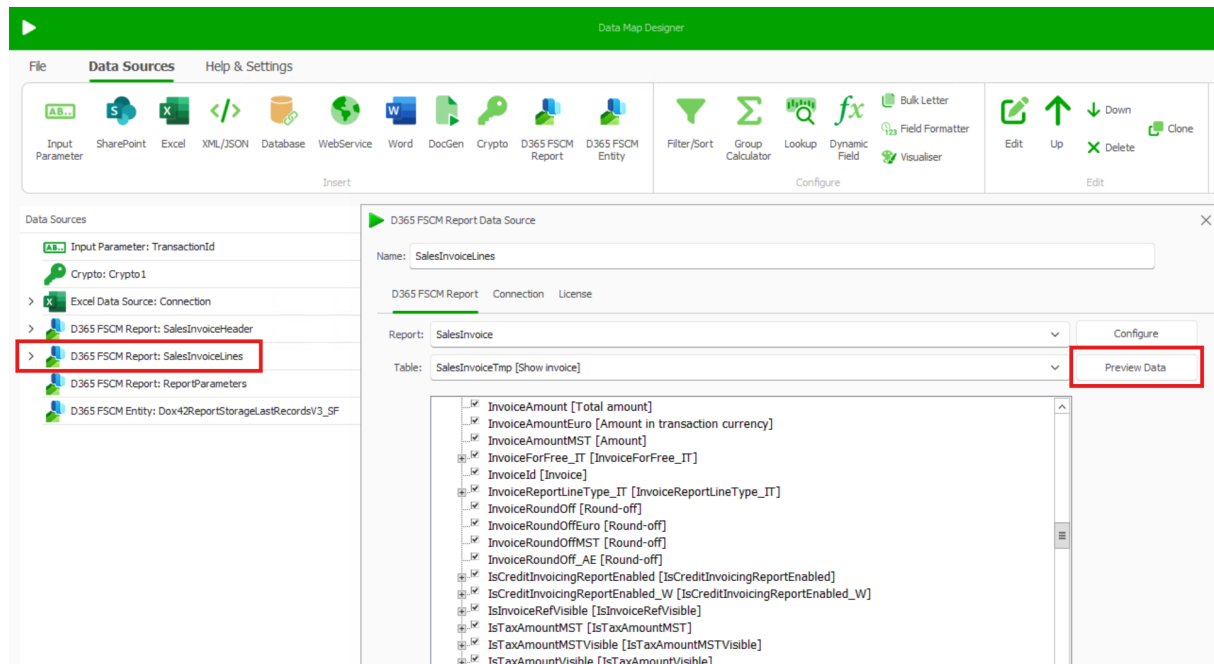 Data Map Designer
File Data Sources Help & Settings
AB.. Input Parameter
S SharePoint
X Excel
</> XML/JSON
Database
WebService
W Word
DocGen
Crypto
D365 FSCM Report
D365 FSCM Entity
Insert
Filter/Sort
Group Calculator
Lookup
fx Dynamic Field
Bulk Letter
123 Field Formatter
Visualiser
Configure
Edit
Up
Down
Delete
Clone
Edit
Data Sources
AB.. Input Parameter: TransactionId
Crypto: Crypto1
X Excel Data Source: Connection
D365 FSCM Report: SalesInvoiceHeader
D365 FSCM Report: SalesInvoiceLines
D365 FSCM Report: ReportParameters
D365 FSCM Entity: Dox42ReportStorageLastRecordsV3_SF
D365 FSCM Report Data Source
Name: SalesInvoiceLines
D365 FSCM Report Connection License
Report: SalesInvoice Configure
Table: SalesInvoiceTmp [Show invoice] Preview Data
InvoiceAmount [Total amount]
InvoiceAmountEuro [Amount in transaction currency]
InvoiceAmountMST [Amount]
InvoiceForFree_IT [InvoiceForFree_IT]
InvoiceId [Invoice]
InvoiceReportLineType_IT [InvoiceReportLineType_IT]
InvoiceRoundOff [Round-off]
InvoiceRoundOffEuro [Round-off]
InvoiceRoundOffMST [Round-off]
InvoiceRoundOff_AE [Round-off]
IsCreditInvoicingReportEnabled [IsCreditInvoicingReportEnabled]
IsCreditInvoicingReportEnabled_W [IsCreditInvoicingReportEnabled_W]
IsInvoiceRefVisible [IsInvoiceRefVisible]
IsTaxAmountMST [IsTaxAmountMST]
IsTaxAmountMSTVisible [IsTaxAmountMSTVisible]
IsTaxAmountVisible [IsTaxAmountVisible]